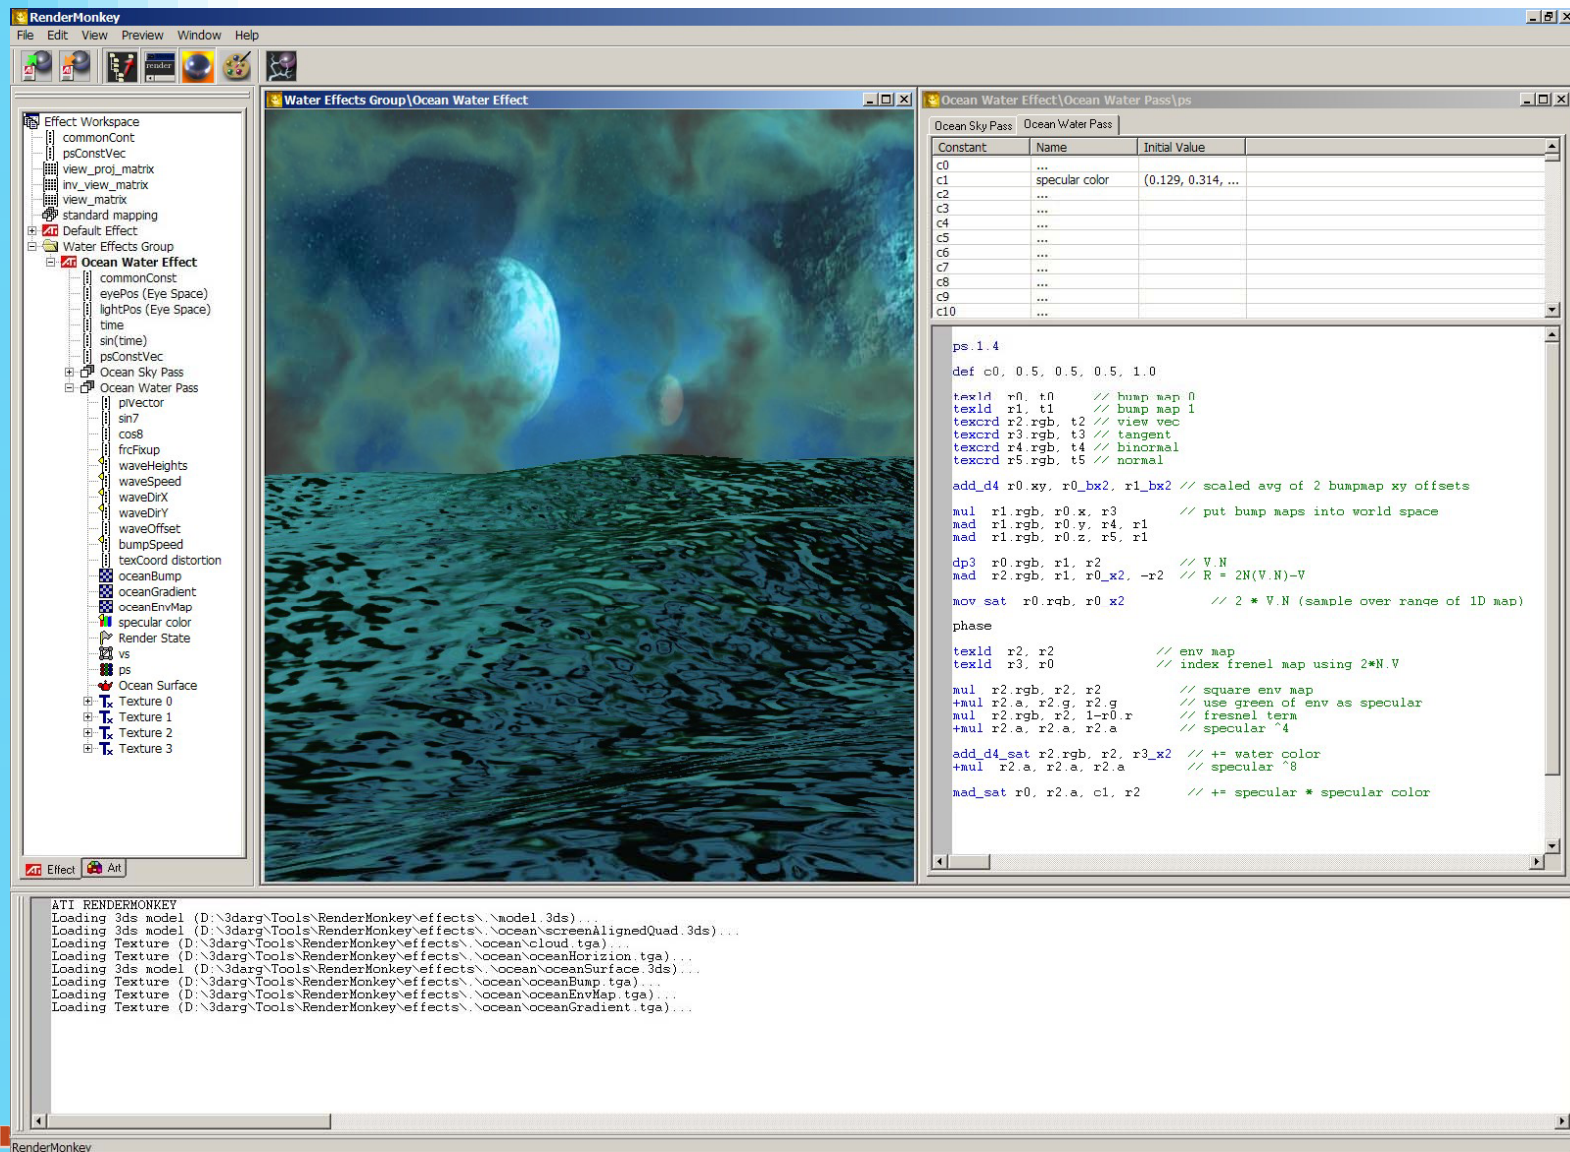 RenderMonkey
File Edit View Preview Window Help
render
Effect Workspace
commonCont
psConstVec
view_proj_matrix
inv_view_matrix
view_matrix
standard mapping
Default Effect
Water Effects Group
Ocean Water Effect
commonConst
eyePos (Eye Space)
lightPos (Eye Space)
time
sin(time)
psConstVec
Ocean Sky Pass
Ocean Water Pass
piVector
sin7
cos8
frcFixup
waveHeights
waveSpeed
waveDirX
waveDirY
waveOffset
bumpSpeed
texCoord distortion
oceanBump
oceanGradient
oceanEnvMap
specular color
Render State
vs
ps
Ocean Surface
Texture 0
Texture 1
Texture 2
Texture 3
Effect Art
Water Effects Group\Ocean Water Effect
Ocean Water Effect\Ocean Water Pass\ps
Ocean Sky Pass Ocean Water Pass
Constant Name Initial Value
c0 ...
c1 specular color (0.129, 0.314, ...
c2 ...
c3 ...
c4 ...
c5 ...
c6 ...
c7 ...
c8 ...
c9 ...
c10 ...
ps.1.4
def c0, 0.5, 0.5, 0.5, 1.0
texld r0, t0 // bump map 0
texld r1, t1 // bump map 1
texcrd r2.rgb, t2 // view vec
texcrd r3.rgb, t3 // tangent
texcrd r4.rgb, t4 // binormal
texcrd r5.rgb, t5 // normal
add_d4 r0.xy, r0_bx2, r1_bx2 // scaled avg of 2 bumpmap xy offsets
mul r1.rgb, r0.x, r3 // put bump maps into world space
mad r1.rgb, r0.y, r4, r1
mad r1.rgb, r0.z, r5, r1
dp3 r0.rgb, r1, r2 // V.N
mad r2.rgb, r1, r0_x2, -r2 // R = 2N(V.N)-V
mov_sat r0.rgb, r0_x2 // 2 * V.N (sample over range of 1D map)
phase
texld r2, r2 // env map
texld r3, r0 // index frenel map using 2*N.V
mul r2.rgb, r2, r2 // square env map
+mul r2.a, r2.g, r2.g // use green of env as specular
mul r2.rgb, r2, 1-r0.r // fresnel term
+mul r2.a, r2.a, r2.a // specular ^4
add_d4_sat r2.rgb, r2, r3_x2 // += water color
+mul r2.a, r2.a, r2.a // specular ^8
mad_sat r0, r2.a, c1, r2 // += specular * specular color
ATI RENDERMONKEY
Loading 3ds model (D:\3darg\Tools\RenderMonkey\effects\.\model.3ds)...
Loading 3ds model (D:\3darg\Tools\RenderMonkey\effects\.\ocean\screenAlignedQuad.3ds)...
Loading Texture (D:\3darg\Tools\RenderMonkey\effects\.\ocean\cloud.tga)...
Loading Texture (D:\3darg\Tools\RenderMonkey\effects\.\ocean\oceanHorizion.tga)...
Loading 3ds model (D:\3darg\Tools\RenderMonkey\effects\.\ocean\oceanSurface.3ds)...
Loading Texture (D:\3darg\Tools\RenderMonkey\effects\.\ocean\oceanBump.tga)...
Loading Texture (D:\3darg\Tools\RenderMonkey\effects\.\ocean\oceanEnvMap.tga)...
Loading Texture (D:\3darg\Tools\RenderMonkey\effects\.\ocean\oceanGradient.tga)...
RenderMonkey